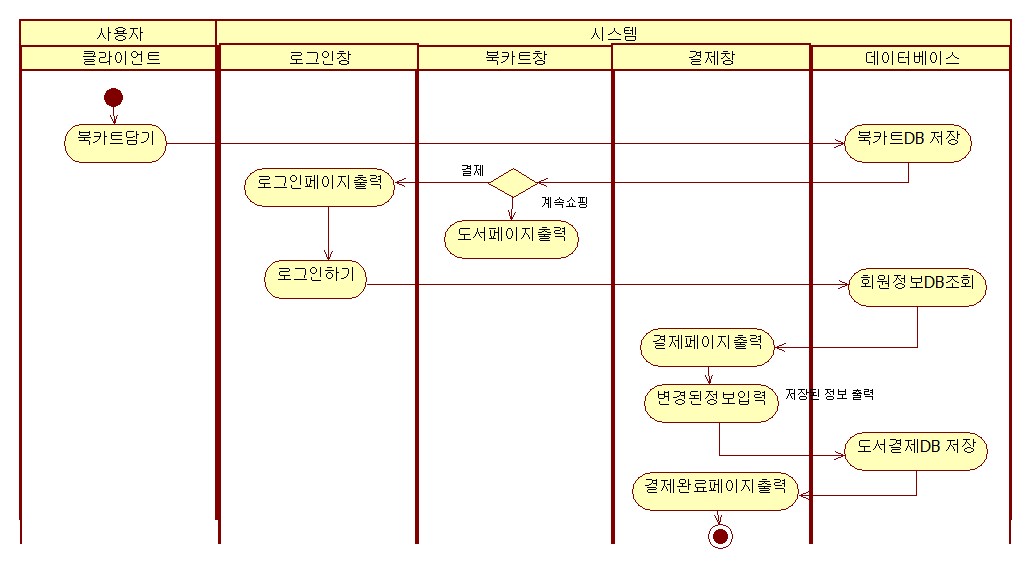 사용자
시스템
클라이언트
로그인창
북카트창
결제창
데이터베이스
북카트담기
북카트DB 저장
결제
로그인페이지출력
계속쇼핑
도서페이지출력
로그인하기
회원정보DB조회
결제페이지출력
변경된정보입력
저장된 정보 출력
도서결제DB 저장
결제완료페이지출력